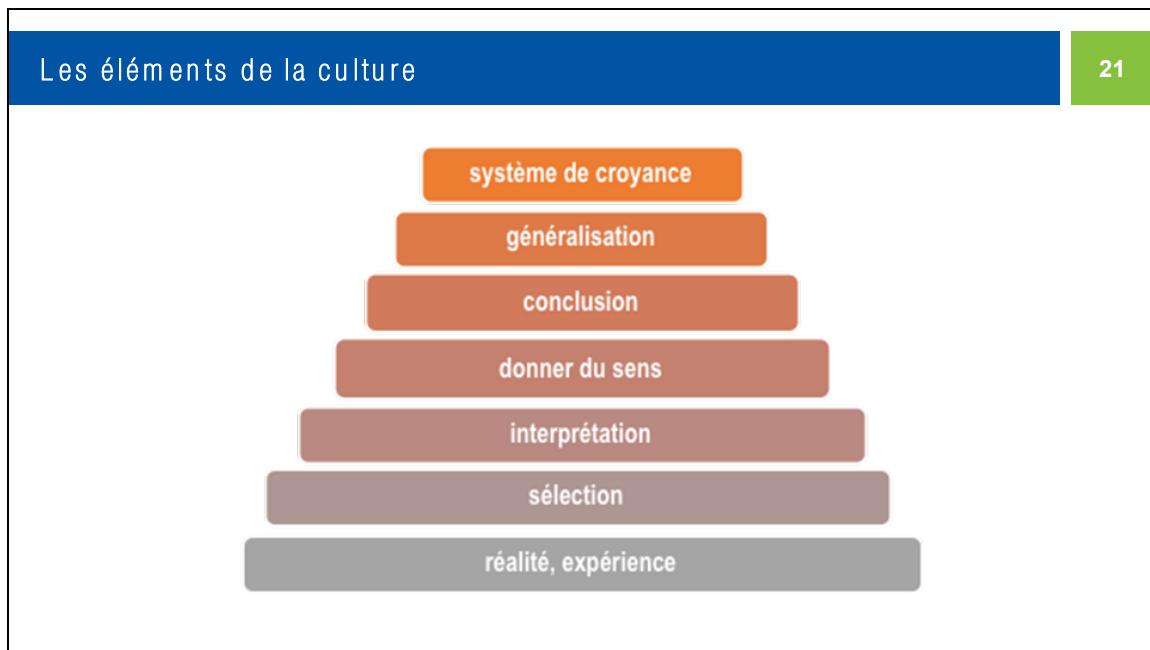 Les éléments de la culture
21
système de croyance
généralisation
conclusion
donner du sens
interprétation
sélection
réalité, expérience